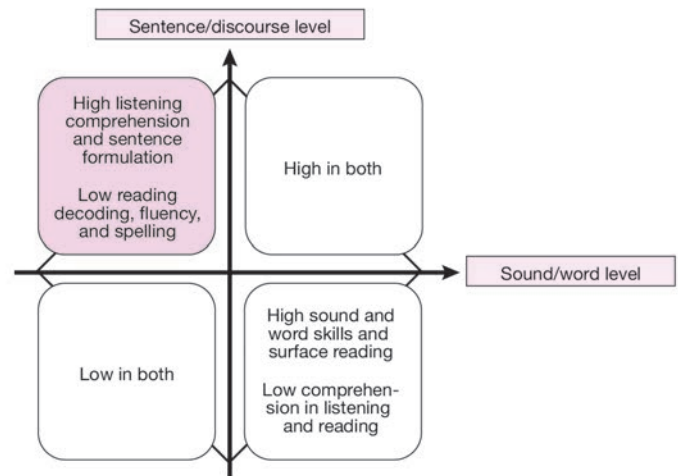 Sentence/discourse level
High listening
comprehension
and sentence
formulation
Low reading
decoding, fluency,
and spelling
High in both
Sound/word level
Low in both
High sound and
word skills and
surface reading
Low comprehen-
sion in listening
and reading